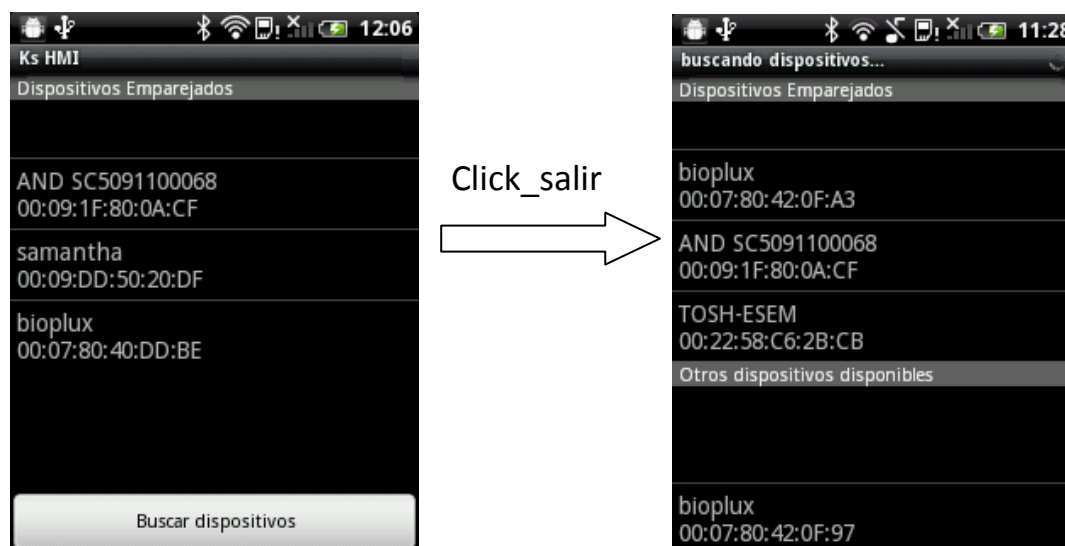 12:06
Ks HMI
Dispositivos Emparejados
AND SC5091100068
00:09:1F:80:0A:CF
samantha
00:09:DD:50:20:DF
bioplux
00:07:80:40:DD:BE
Buscar dispositivos
Click_salir
11:28
buscando dispositivos...
Dispositivos Emparejados
bioplux
00:07:80:42:0F:A3
AND SC5091100068
00:09:1F:80:0A:CF
TOSH-ESEM
00:22:58:C6:2B:CB
Otros dispositivos disponibles
bioplux
00:07:80:42:0F:97